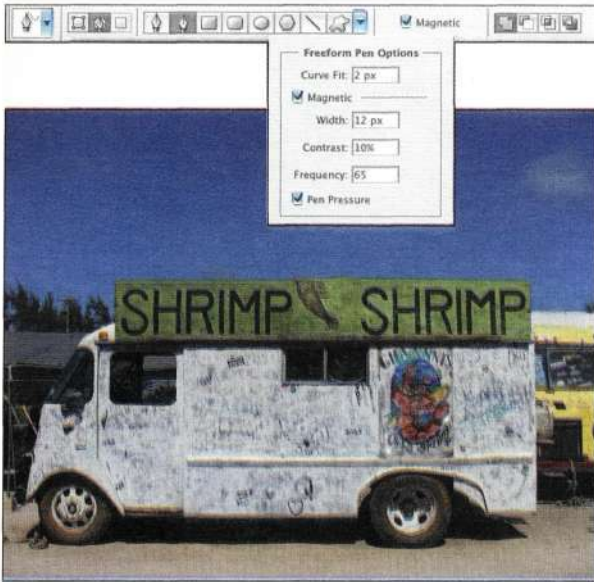 Magnetic
Freeform Pen Options
Curve Fit: 2 px
Magnetic
Width: 12 px
Contrast: 10%
Frequency: 65
Pen Pressure
SHRIMP SHRIMP